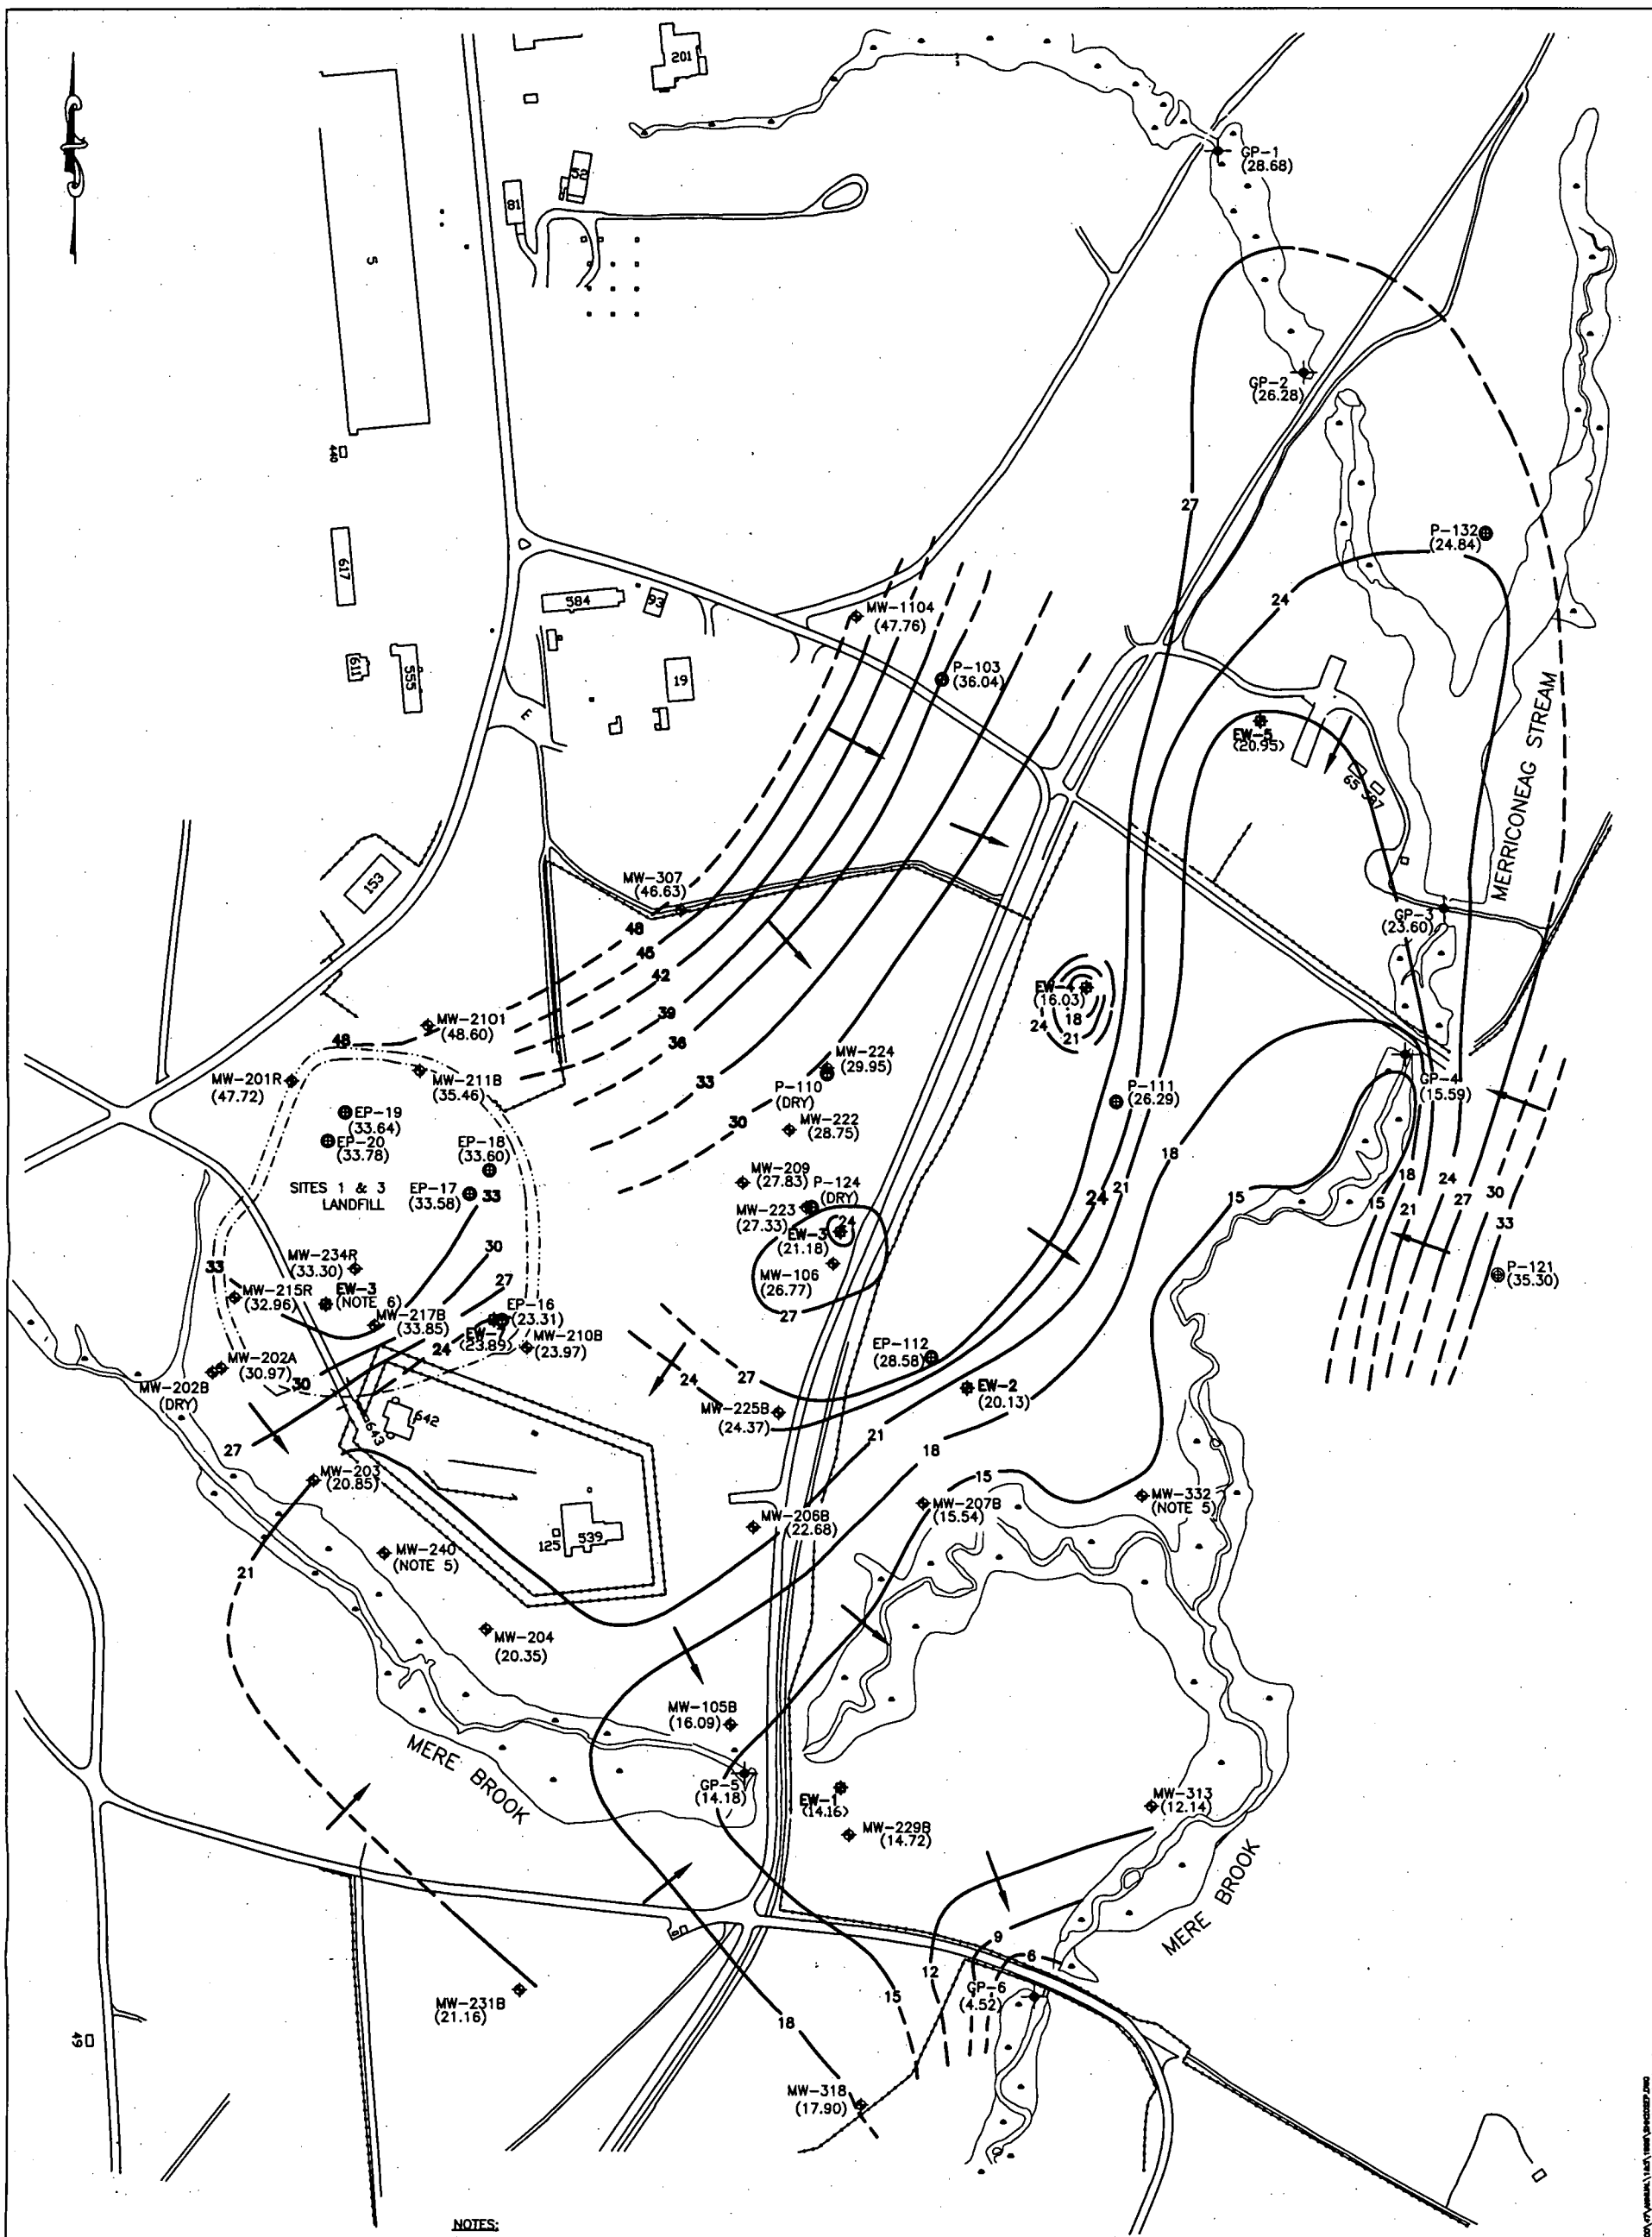 201
GP-1
(28.68)
52
81
5
GP-2
(26.28)
440
27
P-132
(24.84)
617
584
93
24
MW-1104
(47.76)
611
555
19
P-103
(36.04)
E
EW-5
(20.95)
65 597
MERRICONEAG STREAM
153
MW-307
(46.63)
GP-3
(23.60)
48
45
42
EW-4
(16.03)
18
24
21
39
MW-2101
(48.60)
48
36
MW-224
(29.95)
MW-201R
(47.72)
MW-211B
(35.46)
33
P-110
(DRY)
P-111
(26.29)
GP-4
(15.59)
EP-19
(33.64)
30
MW-222
(28.75)
EP-20
(33.78)
EP-18
(33.60)
18
18
MW-209
(27.83)
24
SITES 1 & 3
LANDFILL
EP-17
(33.58)
33
P-124
(DRY)
24
21
15
15
27
30
MW-223
(27.33)
24
21
33
EW-3
(21.18)
30
MW-234R
(33.30)
33
MW-106
(26.77)
P-121
(35.30)
27
MW-215R
(32.96)
EW-3
(NOTE 6)
EP-16
(23.31)
27
MW-217B
(33.85)
EW-7
(23.89)
MW-210B
(23.97)
24
EP-112
(28.58)
MW-202A
(30.97)
27
24
EW-2
(20.13)
30
MW-202B
(DRY)
MW-225B
(24.37)
642
643
21
27
18
MW-203
(20.85)
15
MW-207B
(15.54)
MW-332
(NOTE 5)
MW-206B
(22.68)
125
539
MW-240
(NOTE 5)
21
MW-204
(20.35)
MW-105B
(16.09)
MERE BROOK
GP-5
(14.18)
EW-1
(14.16)
MW-313
(12.14)
MW-229B
(14.72)
MERE BROOK
9
6
12
GP-6
(4.52)
15
MW-231B
(21.16)
18
49
MW-318
(17.90)
NOTES: